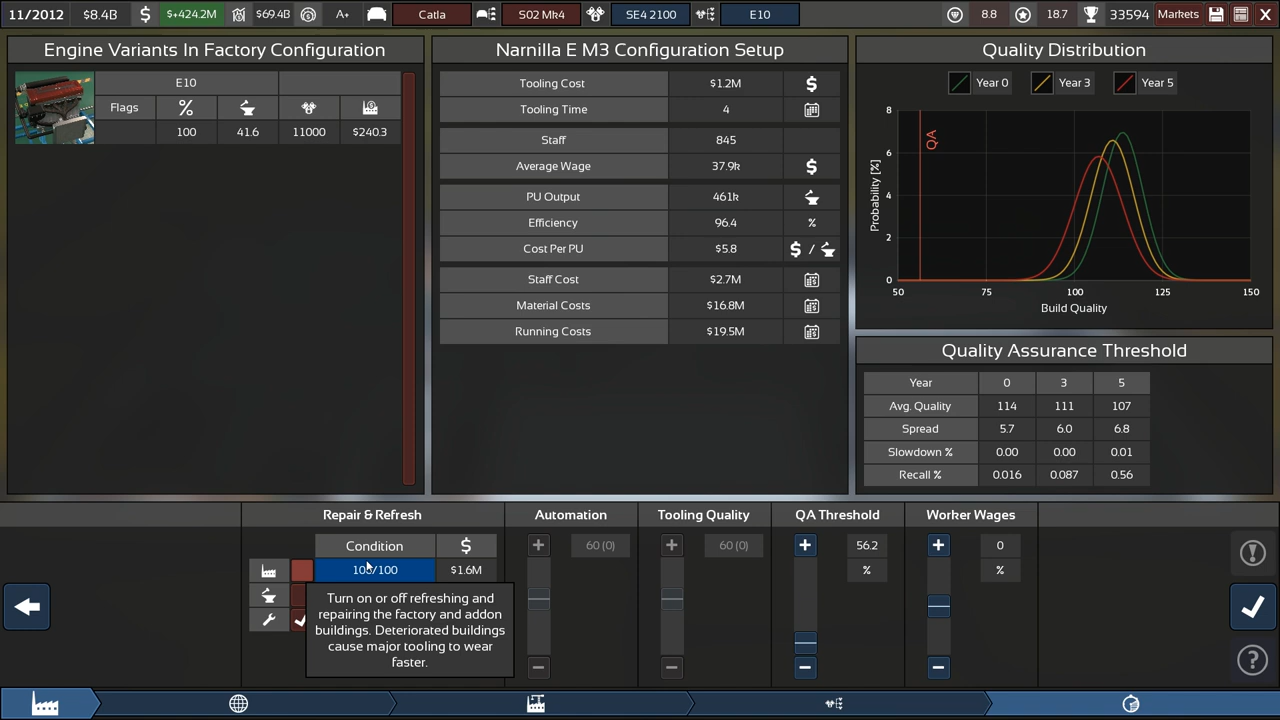 11/2012 $8.4B $+424.2M $69.4B A+ Catla S02 Mk4 SE4 2100 E10 8.8 18.7 33594 Markets
Engine Variants In Factory Configuration
E10
Flags %
100 41.6 11000 $240.3
Narnilla E M3 Configuration Setup
Tooling Cost $1.2M $
Tooling Time 4
Staff 845
Average Wage 37.9k $
PU Output 461k
Efficiency 96.4 %
Cost Per PU $5.8 $ /
Staff Cost $2.7M
Material Costs $16.8M
Running Costs $19.5M
Quality Distribution
Year 0 Year 3 Year 5
QA
Probability [%]
8
6
4
2
0
50 75 100 125 150
Build Quality
Quality Assurance Threshold
Year 0 3 5
Avg. Quality 114 111 107
Spread 5.7 6.0 6.8
Slowdown % 0.00 0.00 0.01
Recall % 0.016 0.087 0.56
Repair & Refresh
Condition $
100/100 $1.6M
Turn on or off refreshing and
repairing the factory and addon
buildings. Deteriorated buildings
cause major tooling to wear
faster.
Automation
60 (0)
Tooling Quality
60 (0)
QA Threshold
56.2
%
Worker Wages
0
%